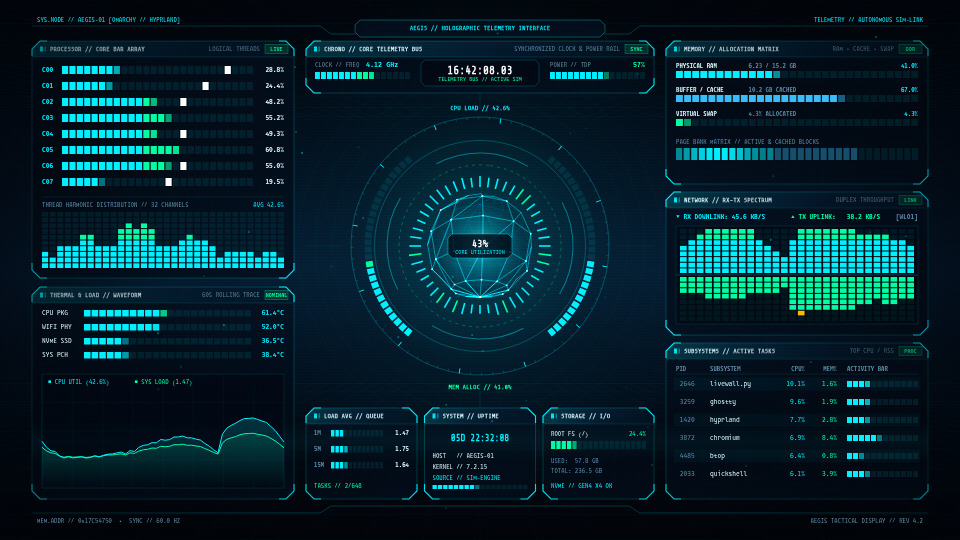 SYS.NODE // AEGIS-01 [OMARCHY // HYPRLAND]
AEGIS // HOLOGRAPHIC TELEMETRY INTERFACE
TELEMETRY // AUTONOMOUS SIM-LINK
PROCESSOR // CORE BAR ARRAY LOGICAL THREADS LIVE
C00 28.8%
C01 24.4%
C02 48.2%
C03 55.2%
C04 49.3%
C05 60.8%
C06 55.0%
C07 19.5%
THREAD HARMONIC DISTRIBUTION // 32 CHANNELS AVG 42.6%
THERMAL & LOAD // WAVEFORM 60S ROLLING TRACE NOMINAL
CPU PKG 61.4°C
WIFI PHY 52.0°C
NVMe SSD 36.5°C
SYS PCH 38.4°C
CPU UTIL (42.6%) SYS LOAD (1.47)
CHRONO // CORE TELEMETRY BUS SYNCHRONIZED CLOCK & POWER RAIL SYNC
CLOCK // FREQ 4.12 GHz
16:42:08.03
TELEMETRY BUS // ACTIVE SIM
POWER // TDP 57%
CPU LOAD // 42.6%
43%
CORE UTILIZATION
MEM ALLOC // 41.0%
LOAD AVG // QUEUE
1M 1.47
5M 1.75
15M 1.64
TASKS // 2/648
SYSTEM // UPTIME
05D 22:32:08
HOST // AEGIS-01
KERNEL // 7.2.15
SOURCE // SIM-ENGINE
STORAGE // I/O
ROOT FS (/) 24.4%
USED: 57.8 GB
TOTAL: 236.5 GB
NVMe // GEN4 X4 OK
MEMORY // ALLOCATION MATRIX RAM · CACHE · SWAP
PHYSICAL RAM 6.23 / 15.2 GB 41.0%
BUFFER / CACHE 10.2 GB CACHED 67.0%
VIRTUAL SWAP 4.3% ALLOCATED 4.3%
PAGE BANK MATRIX // ACTIVE & CACHED BLOCKS
NETWORK // RX-TX SPECTRUM DUPLEX THROUGHPUT LINK
▼ RX DOWNLINK: 45.6 KB/S ▲ TX UPLINK: 38.2 KB/S [WLO1]
SUBSYSTEMS // ACTIVE TASKS TOP CPU / RSS PROC
PID SUBSYSTEM CPU% MEM% ACTIVITY BAR
2646 livewall.py 10.1% 1.6%
3259 ghostty 9.6% 1.9%
1420 hyprland 7.7% 2.8%
3872 chromium 6.9% 8.4%
4485 btop 6.4% 0.8%
2033 quickshell 6.1% 3.9%
MEM.ADDR // 0x17C54750 • SYNC // 60.0 HZ
AEGIS TACTICAL DISPLAY // REV 4.2